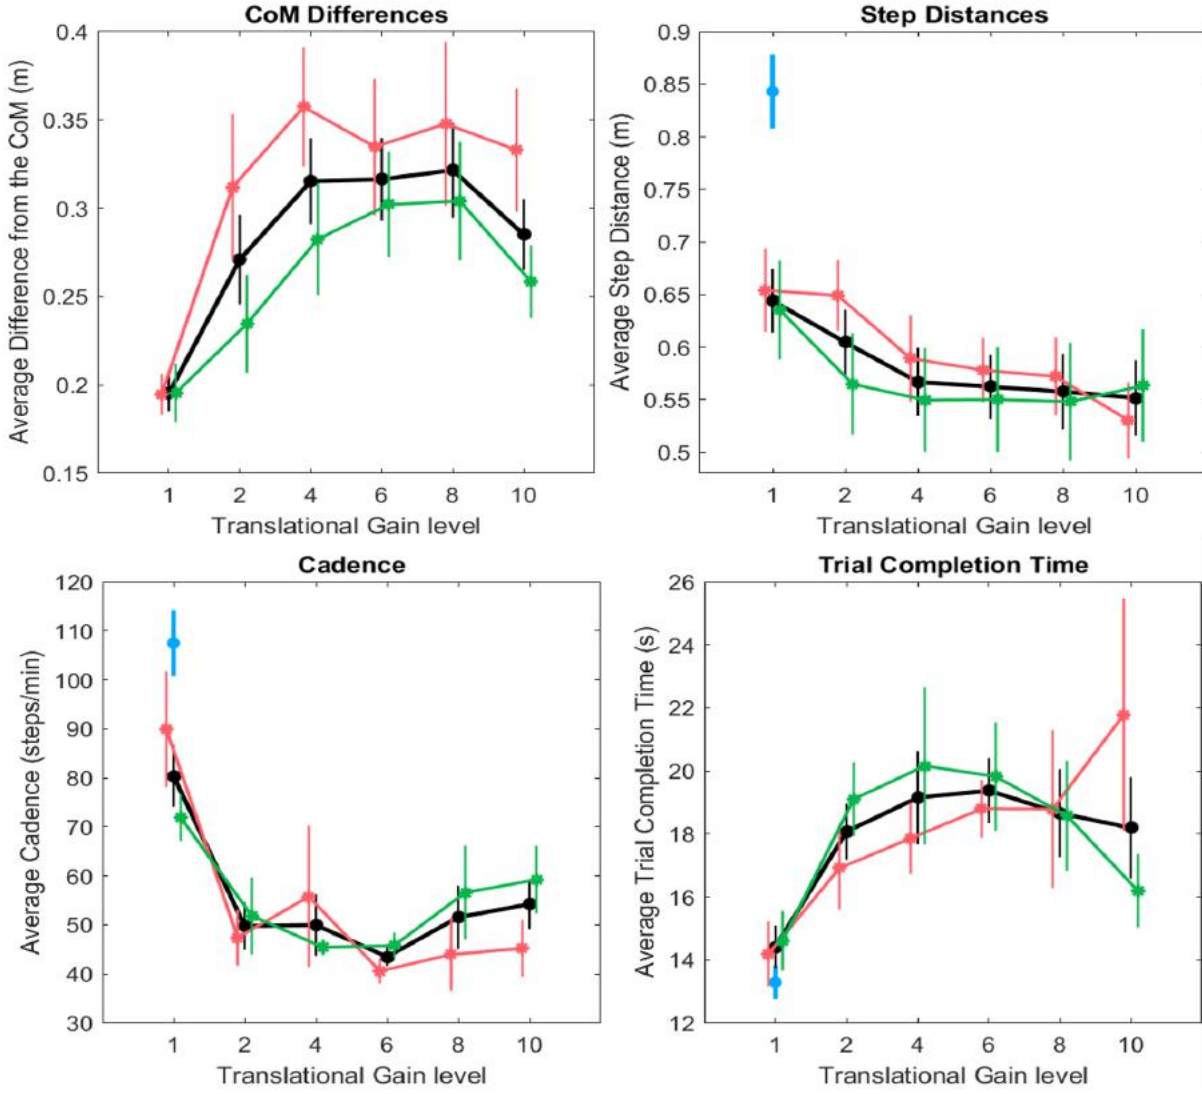 CoM Differences
Average Difference from the CoM (m)
0.4
0.35
0.3
0.25
0.2
0.15
1 2 4 6 8 10
Translational Gain level
Step Distances
Average Step Distance (m)
0.9
0.85
0.8
0.75
0.7
0.65
0.6
0.55
0.5
1 2 4 6 8 10
Translational Gain level
Cadence
Average Cadence (steps/min)
120
110
100
90
80
70
60
50
40
30
1 2 4 6 8 10
Translational Gain level
Trial Completion Time
Average Trial Completion Time (s)
26
24
22
20
18
16
14
12
1 2 4 6 8 10
Translational Gain level